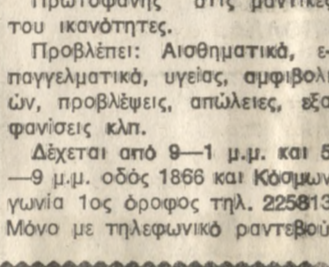 Πρωτοφανής στις μαντικές
του ικανότητες.
Προβλέπει: Αισθηματικά, ε-
παγγελματικά, υγείας, αμφιβολι
ών, προβλέψεις, απώλειες, εξα
φανίσεις κλπ.
Δέχεται από 9—1 μ.μ. και 5
—9 μ.μ. οδός 1866 και Κόσμων
γωνία 1ος όροφος τηλ. 225813
Μόνο με τηλεφωνικό ραντεβού